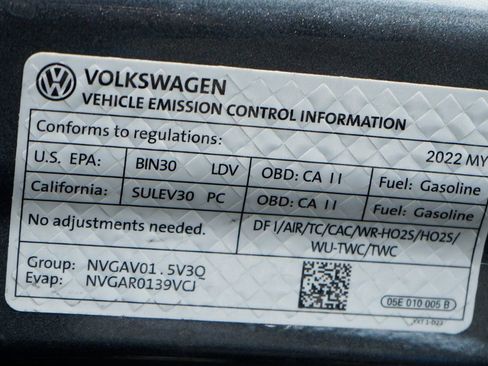 VOLKSWAGEN
VEHICLE EMISSION CONTROL INFORMATION
Conforms to regulations: 2022 MY
U.S. EPA: BIN30 LDV OBD: CA II Fuel: Gasoline
California: SULEV30 PC OBD: CA II Fuel: Gasoline
No adjustments needed. DFI/AIR/TC/CAC/WR-HO2S/HO2S/
WU-TWC/TWC
Group: NVGAV01.5V3Q
Evap: NVGAR0139VCJ
05E 010 005 B